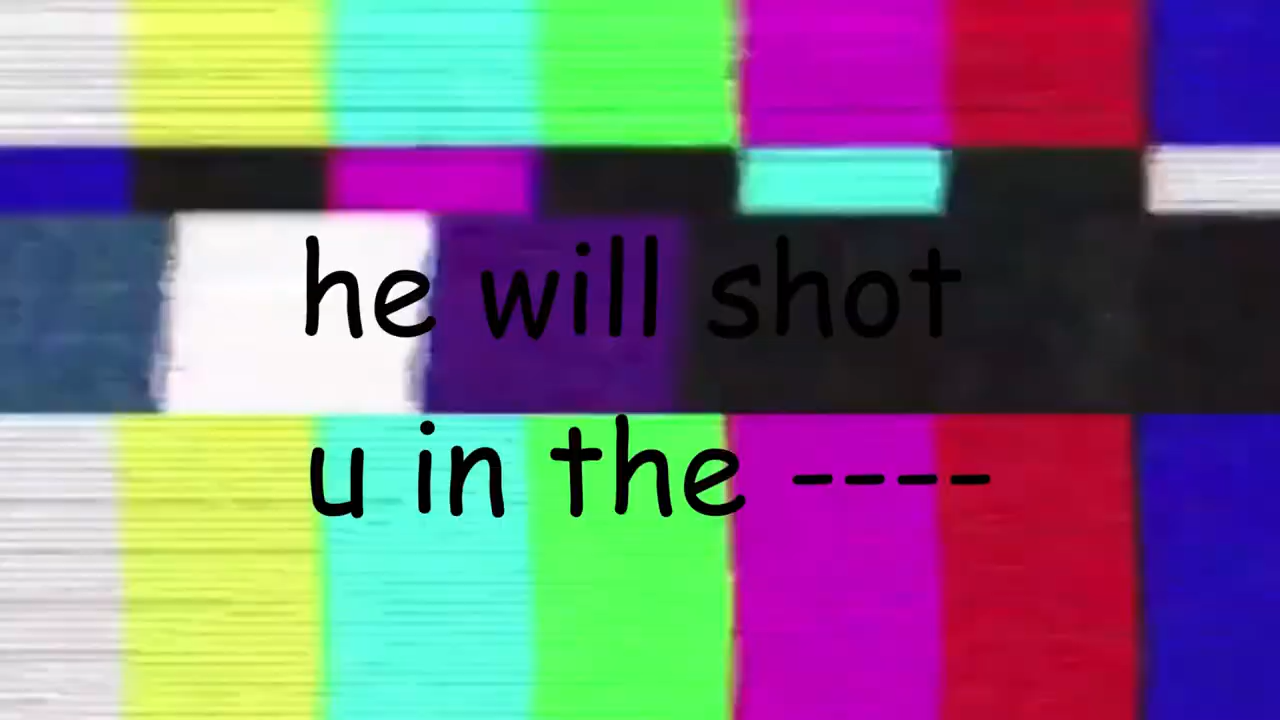 he will shot
u in the ----